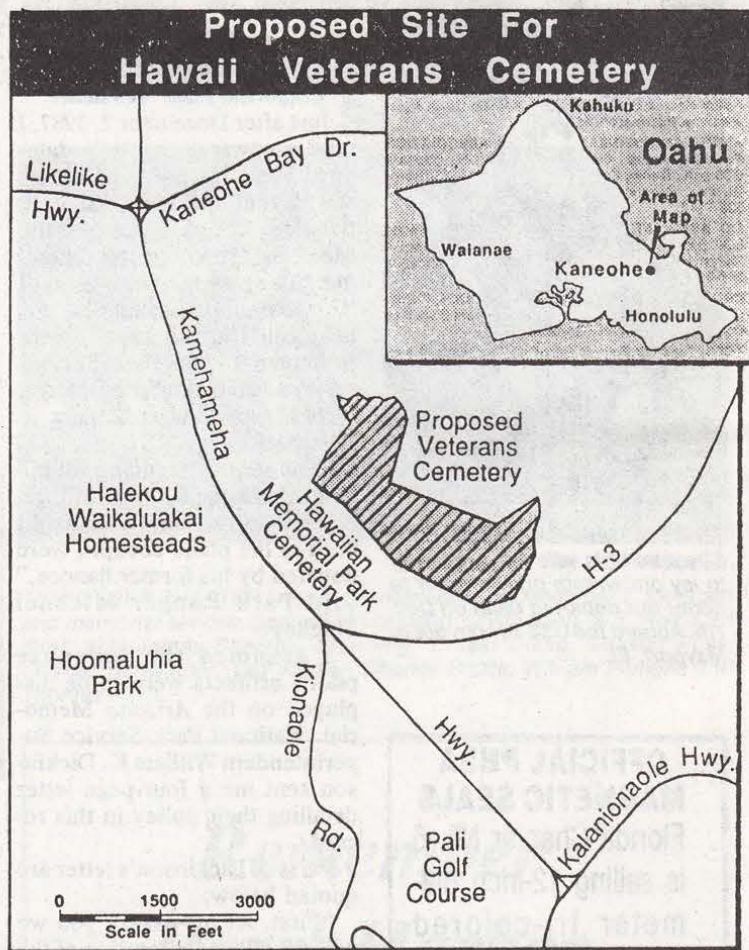 Proposed Site For
Hawaii Veterans Cemetery
Kahuku
Oahu
Area of
Map
Waianae
Kaneohe
Honolulu
Likelike
Hwy.
Kaneohe Bay Dr.
Kamehameha
Proposed
Veterans
Cemetery
Halekou
Waikaluakai
Homesteads
Hawaiian
Memorial Park
Cemetery
H-3
Hoomaluhia
Park
Kionaole
Rd.
Hwy.
Kalanionaole Hwy.
Pali
Golf
Course
0 1500 3000
Scale in Feet